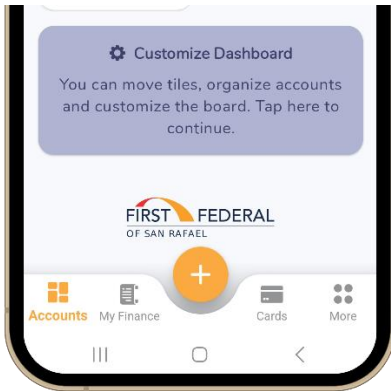 Customize Dashboard
You can move tiles, organize accounts
and customize the board. Tap here to
continue.
FIRST FEDERAL
OF SAN RAFAEL
Accounts My Finance Cards More